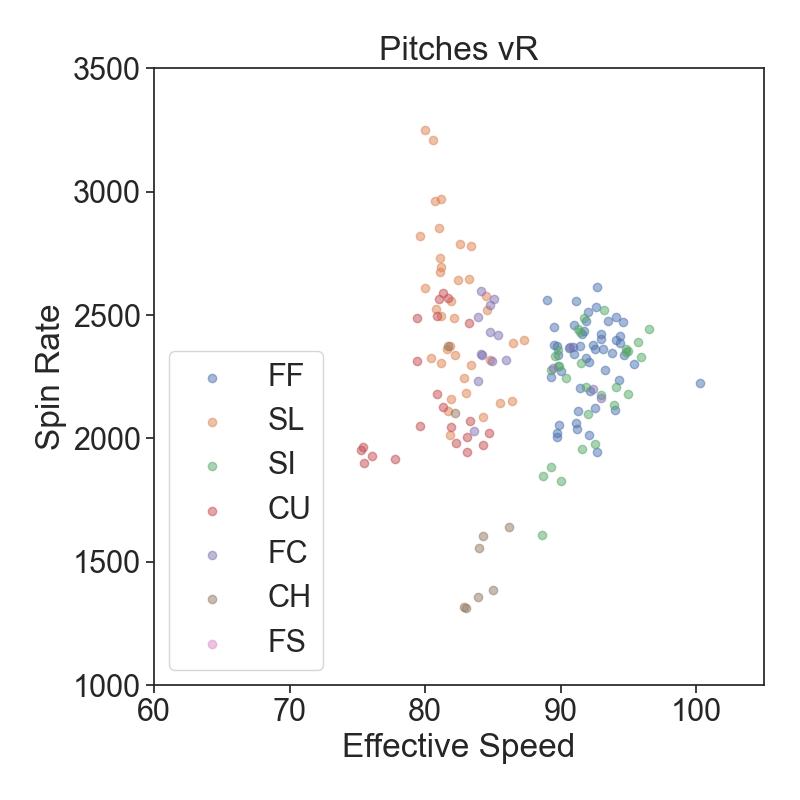 Pitches vR
3500
3000
2500
2000
1500
1000
Spin Rate
FF
SL
SI
CU
FC
CH
FS
60 70 80 90 100
Effective Speed